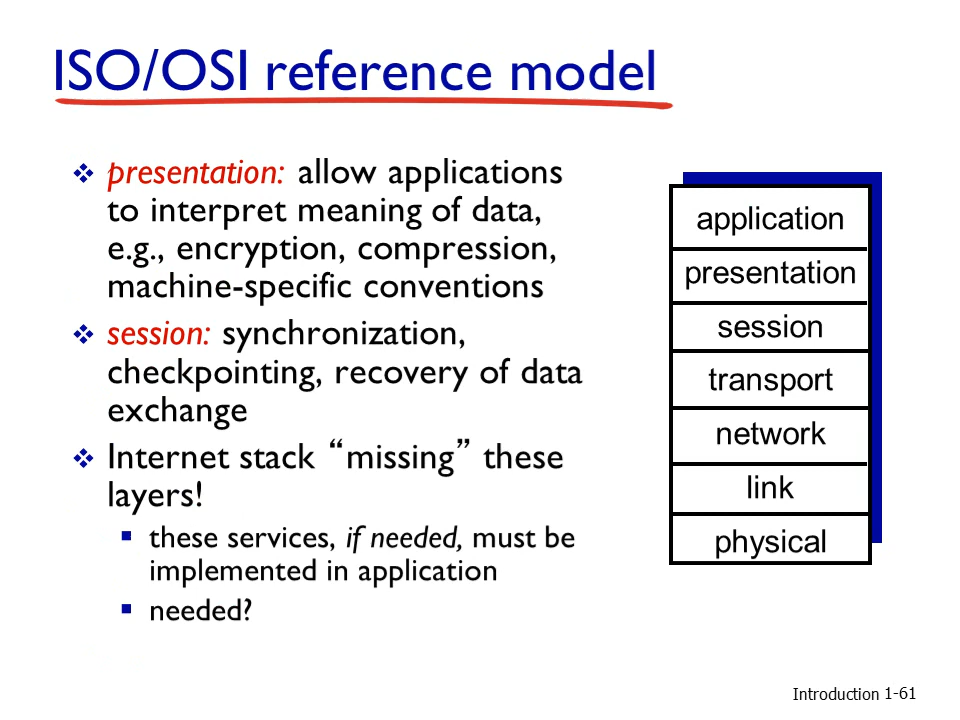 ISO/OSI reference model
❖ presentation: allow applications
to interpret meaning of data,
e.g., encryption, compression,
machine-specific conventions
❖ session: synchronization,
checkpointing, recovery of data
exchange
❖ Internet stack “missing” these
layers!
▪ these services, if needed, must be
implemented in application
▪ needed?
application
presentation
session
transport
network
link
physical
Introduction 1-61